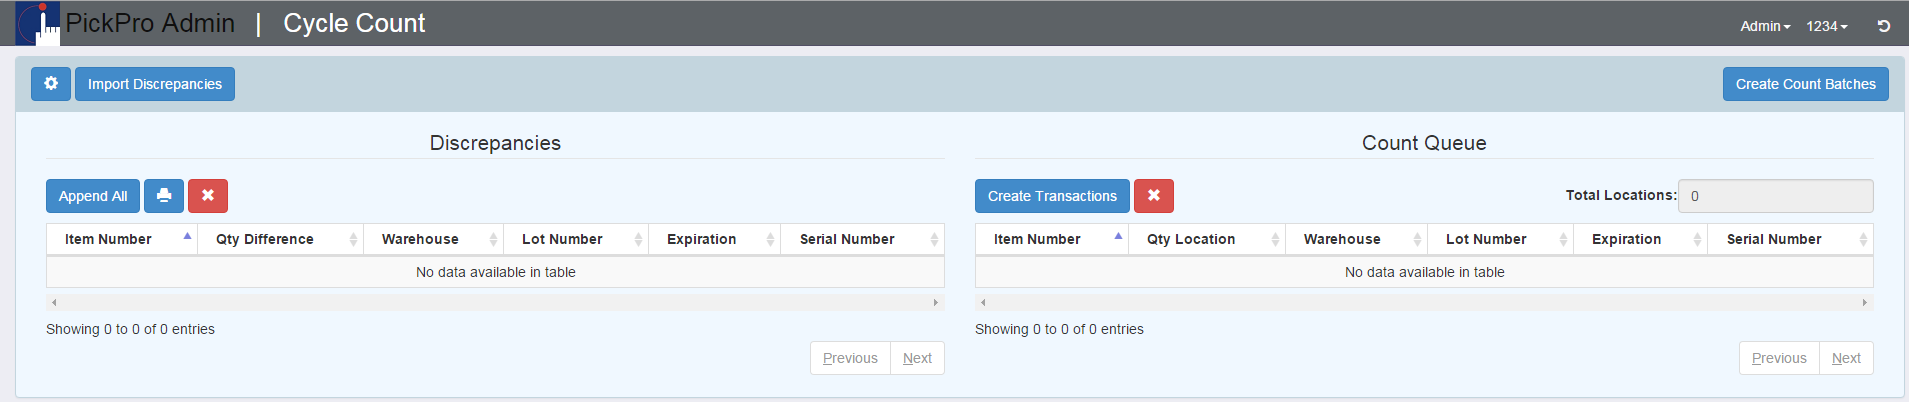 PickPro Admin | Cycle Count
Admin 1234
Import Discrepancies
Create Count Batches
Discrepancies
Append All
Item Number Qty Difference Warehouse Lot Number Expiration Serial Number
No data available in table
Showing 0 to 0 of 0 entries
Previous Next
Count Queue
Create Transactions
Total Locations: 0
Item Number Qty Location Warehouse Lot Number Expiration Serial Number
No data available in table
Showing 0 to 0 of 0 entries
Previous Next